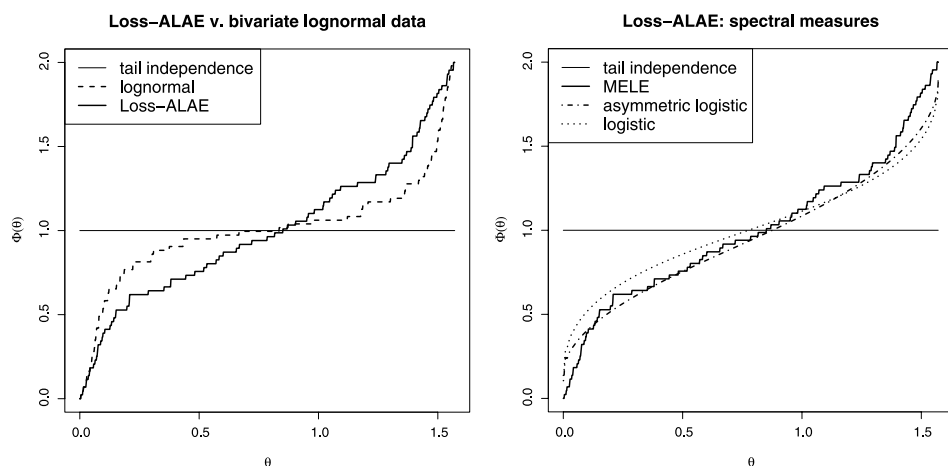 Loss−ALAE v. bivariate lognormal data
tail independence
lognormal
Loss−ALAE
2.0
1.5
1.0
0.5
0.0
Φ(θ)
0.0 0.5 1.0 1.5
θ
Loss−ALAE: spectral measures
tail independence
MELE
asymmetric logistic
logistic
2.0
1.5
1.0
0.5
0.0
Φ(θ)
0.0 0.5 1.0 1.5
θ